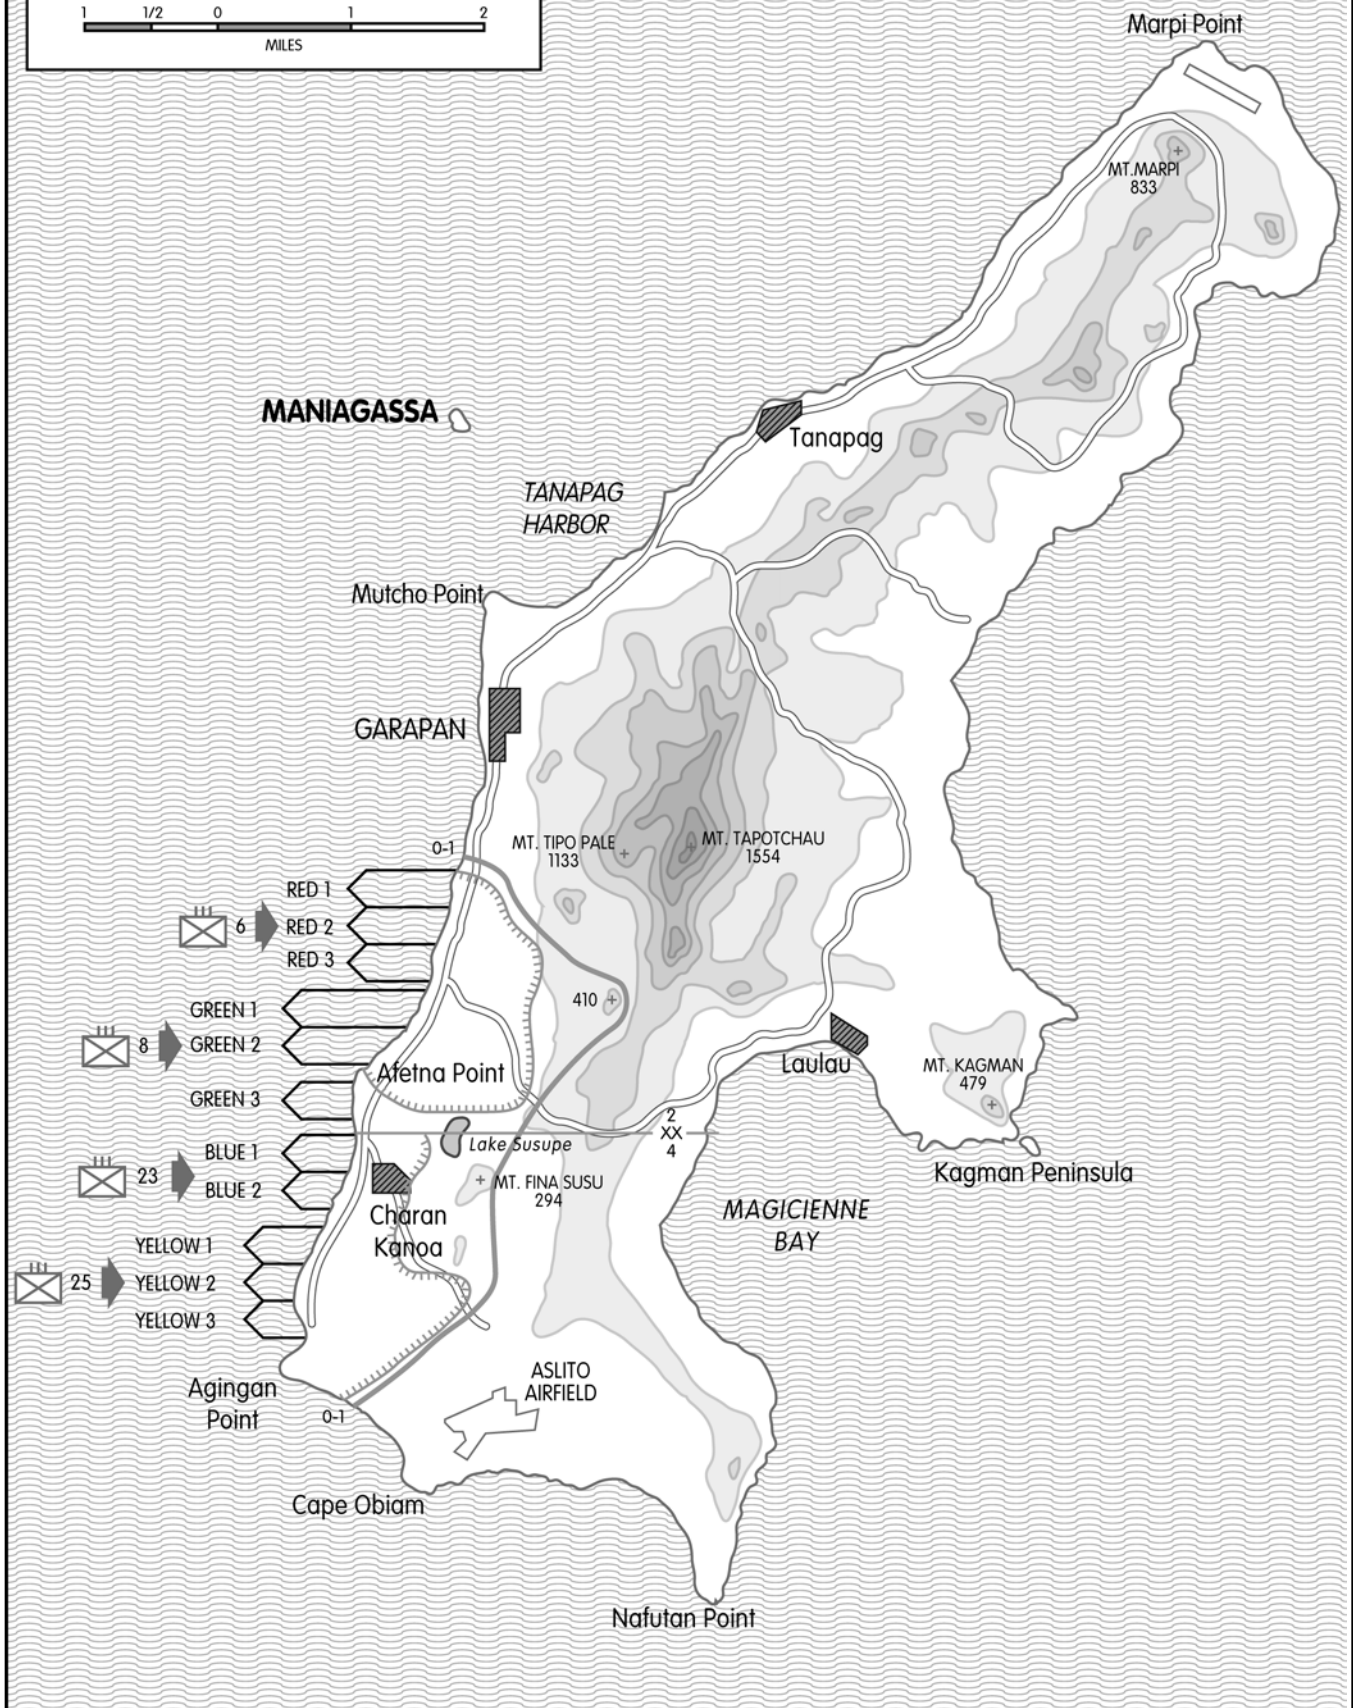 1 1/2 0 1 2
MILES
Marpi Point
MT.MARPI
833
MANIAGASSA
Tanapag
TANAPAG
HARBOR
Mutcho Point
GARAPAN
MT. TIPO PALE
1133
MT. TAPOTCHAU
1554
0-1
RED 1
6
RED 2
RED 3
410
GREEN 1
8
GREEN 2
GREEN 3
Afetna Point
Laulau
MT. KAGMAN
479
2
XX
4
Lake Susupe
BLUE 1
23
BLUE 2
MT. FINA SUSU
294
Kagman Peninsula
Charan
Kanoa
MAGICIENNE
BAY
YELLOW 1
25
YELLOW 2
YELLOW 3
ASLITO
AIRFIELD
Agingan
Point
0-1
Cape Obiam
Nafutan Point